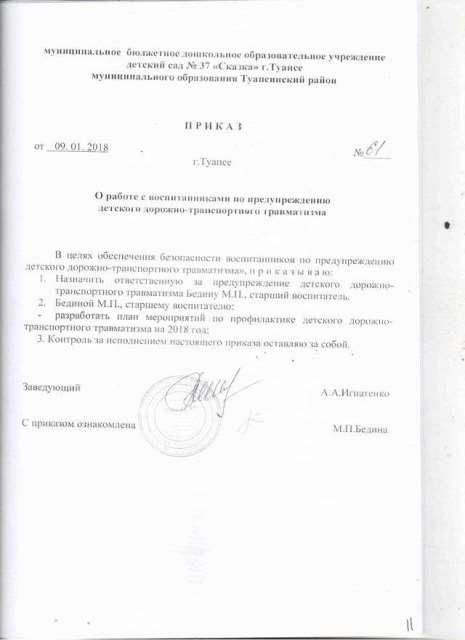 муниципальное бюджетное дошкольное образовательное учреждение
детский сад № 37 «Сказка» г.Туапсе
муниципального образования Туапсинский район
П Р И К А З
от 09. 01. 2018
№ 61
г.Туапсе
О работе с воспитанниками по предупреждению
детского дорожно-транспортного травматизма
В целях обеспечения безопасности воспитанников по предупреждению
детского дорожно-транспортного травматизма», п р и к а з ы в а ю:
1. Назначить ответственную за предупреждение детского дорожно-
транспортного травматизма Бедину М.П., старший воспитатель.
2. Бединой М.П., старшему воспитателю:
- разработать план мероприятий по профилактике детского дорожно-
транспортного травматизма на 2018 год;
3. Контроль за исполнением настоящего приказа оставляю за собой.
Заведующий
А.А.Игнатенко
С приказом ознакомлена
М.П.Бедина
11